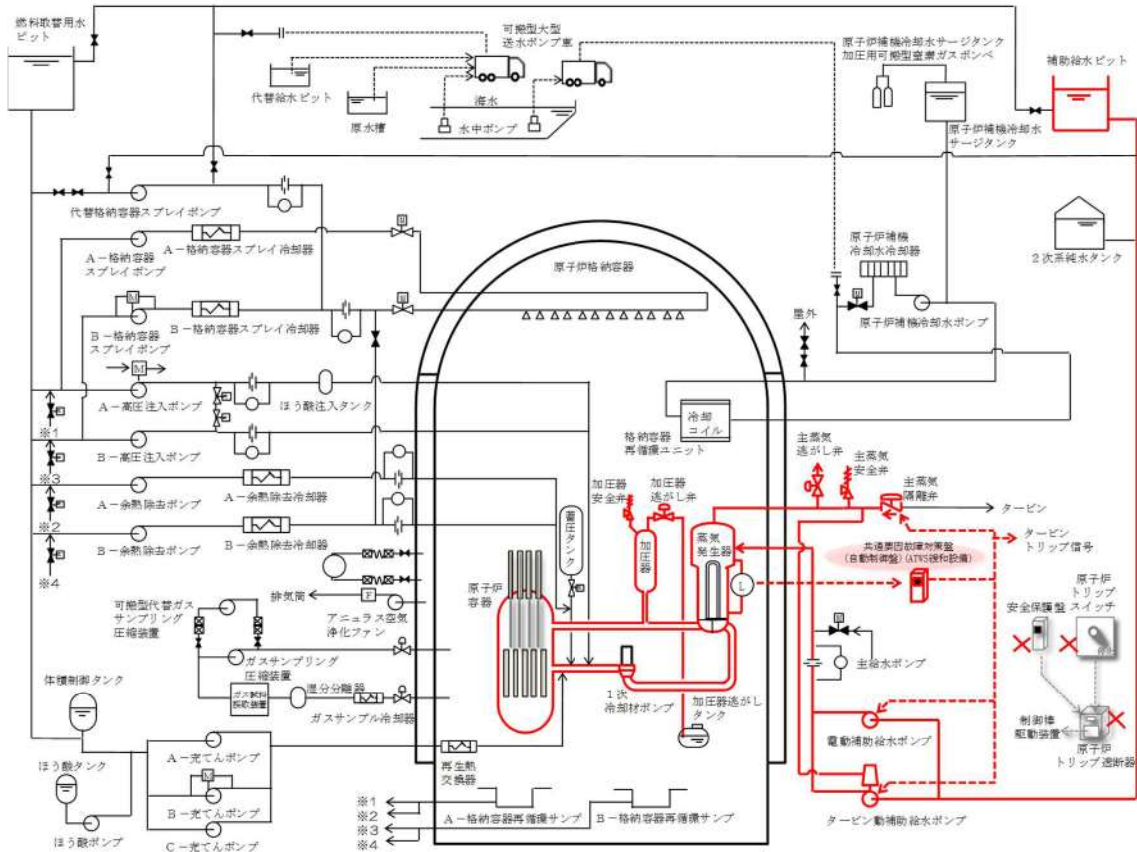 燃料取替用水
ピット
可搬型大型
送水ポンプ車
原子炉補機冷却水サージタンク
加圧用可搬型窒素ガスボンベ
補助給水ピット
代替給水ピット
原水槽
海水
水中ポンプ
原子炉補機冷却水
サージタンク
代替格納容器スプレイポンプ
A-格納容器スプレイ冷却器
A-格納容器
スプレイポンプ
原子炉格納容器
原子炉補機
冷却水冷却器
2次系純水タンク
M
B-格納容器スプレイ冷却器
B-格納容器
スプレイポンプ
屋外
原子炉補機冷却水ポンプ
M
A-高圧注入ポンプ
ほう酸注入タンク
※1
冷却
コイル
格納容器
再循環ユニット
B-高圧注入ポンプ
※3
主蒸気
逃がし弁
主蒸気
安全弁
主蒸気
隔離弁
A-余熱除去冷却器
A-余熱除去ポンプ
※2
加圧器
安全弁
加圧器
逃がし弁
タービン
B-余熱除去冷却器
B-余熱除去ポンプ
※4
蓄圧タンク
加圧器
蒸気
発生器
タービン
トリップ信号
共通要因故障対策盤
(自動制御盤)(ATWS緩和設備)
L
原子炉
容器
排気筒
F
アニュラス空気
浄化ファン
可搬型代替ガス
サンプリング
圧縮装置
原子炉
トリップ
スイッチ
安全保護盤
ガスサンプリング
圧縮装置
主給水ポンプ
ガス試料
採取装置
湿分分離器
ガスサンプル冷却器
体積制御タンク
1次
冷却材ポンプ
加圧器逃がし
タンク
電動補助給水ポンプ
制御棒
駆動装置
原子炉
トリップ遮断器
A-充てんポンプ
再生熱
交換器
ほう酸タンク
M
B-充てんポンプ
ほう酸ポンプ
C-充てんポンプ
※1
※2
※3
※4
A-格納容器再循環サンプ
B-格納容器再循環サンプ
タービン動補助給水ポンプ